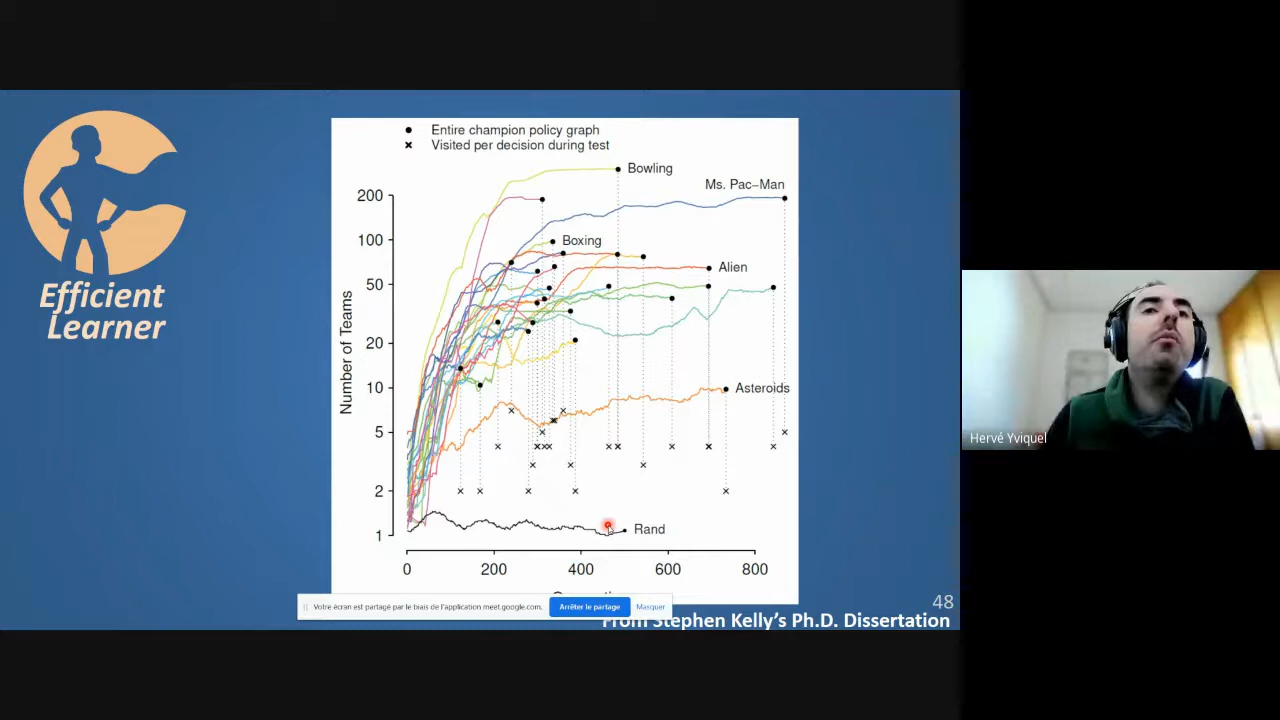 Efficient
Learner
Entire champion policy graph
Visited per decision during test
Bowling
Ms. Pac–Man
Boxing
Alien
Asteroids
Rand
Number of Teams
200
100
50
20
10
5
2
1
0
200
400
600
800
Votre écran est partagé par le biais de l'application meet.google.com.
Arrêter le partage
Masquer
48
From Stephen Kelly's Ph.D. Dissertation
Hervé Yviquel